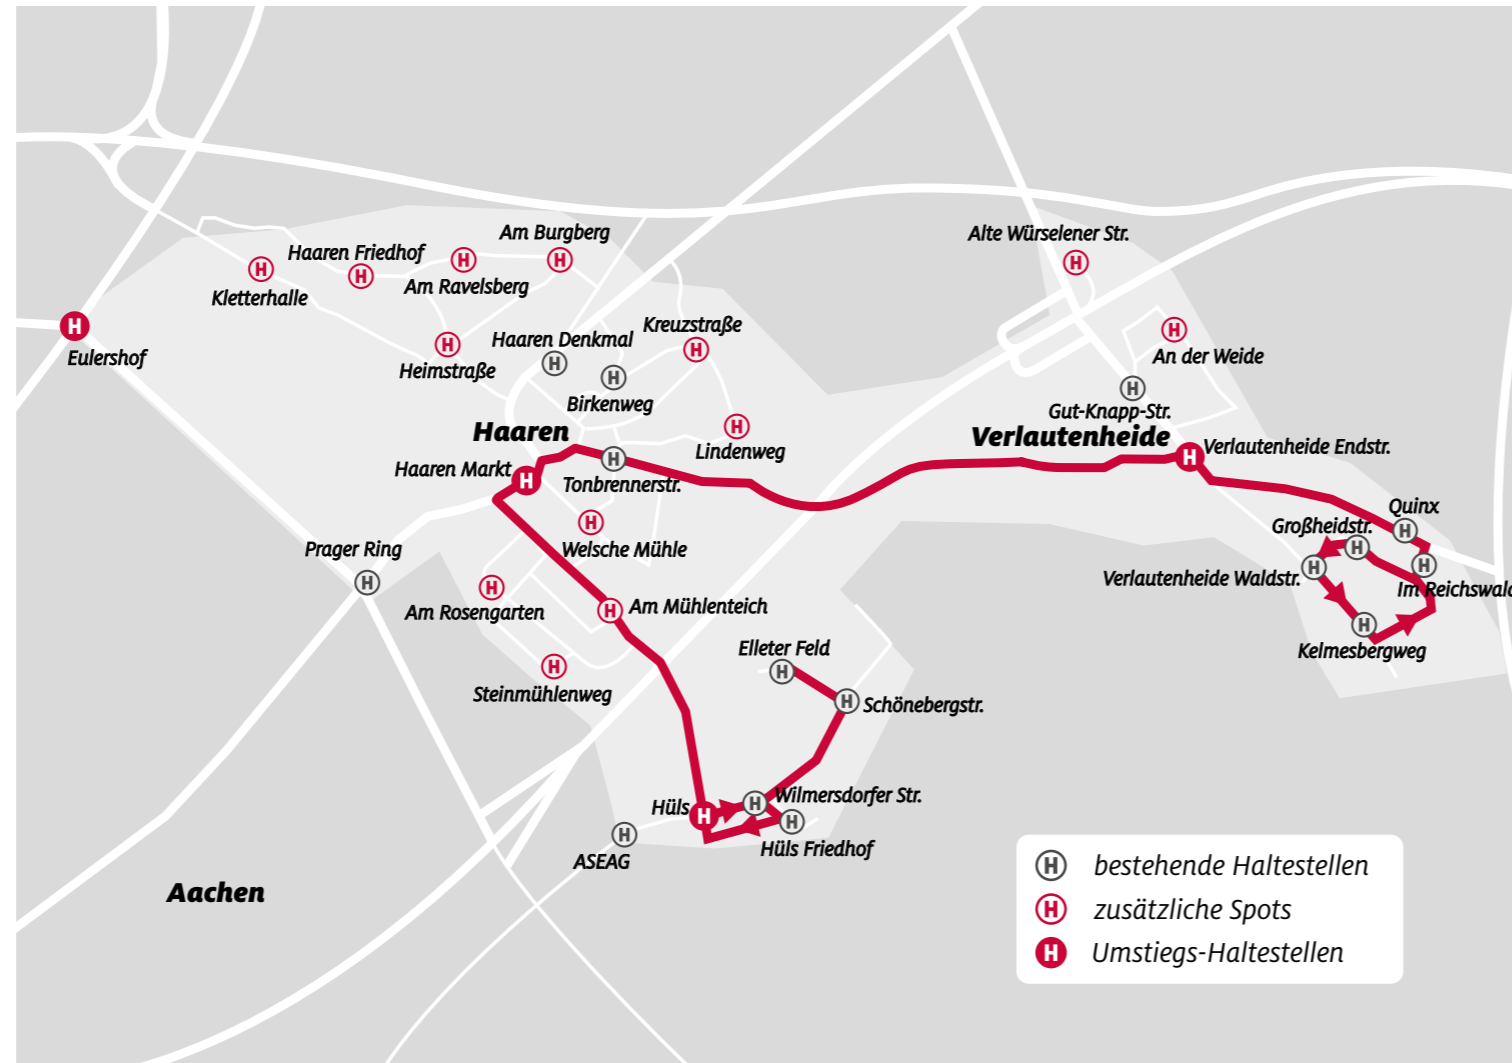 Am Burgberg
Alte Würselener Str.
Haaren Friedhof
H
H
H
H
H
Am Ravelsberg
Kletterhalle
H
Eulershof
Kreuzstraße
H
An der Weide
Haaren Denkmal
H
H
Heimstraße
H
H
Birkenweg
H
Gut-Knapp-Str.
Haaren
H
Lindenweg
Verlautenheide
H
Verlautenheide Endstr.
Haaren Markt
H
H
Tonbrennerstr.
Quinx
H
Großheidstr.
H
H
Welsche Mühle
Prager Ring
H
Verlautenheide Waldstr.
H
H
Im Reichswald
H
Am Rosengarten
H
Am Mühlenteich
H
Kelmesbergweg
Elleter Feld
H
H
Steinmühlenweg
H
Schönebergstr.
Hüls
H
H
Wilmersdorfer Str.
H
Hüls Friedhof
H
ASEAG
Aachen
H bestehende Haltestellen
H zusätzliche Spots
H Umstiegs-Haltestellen